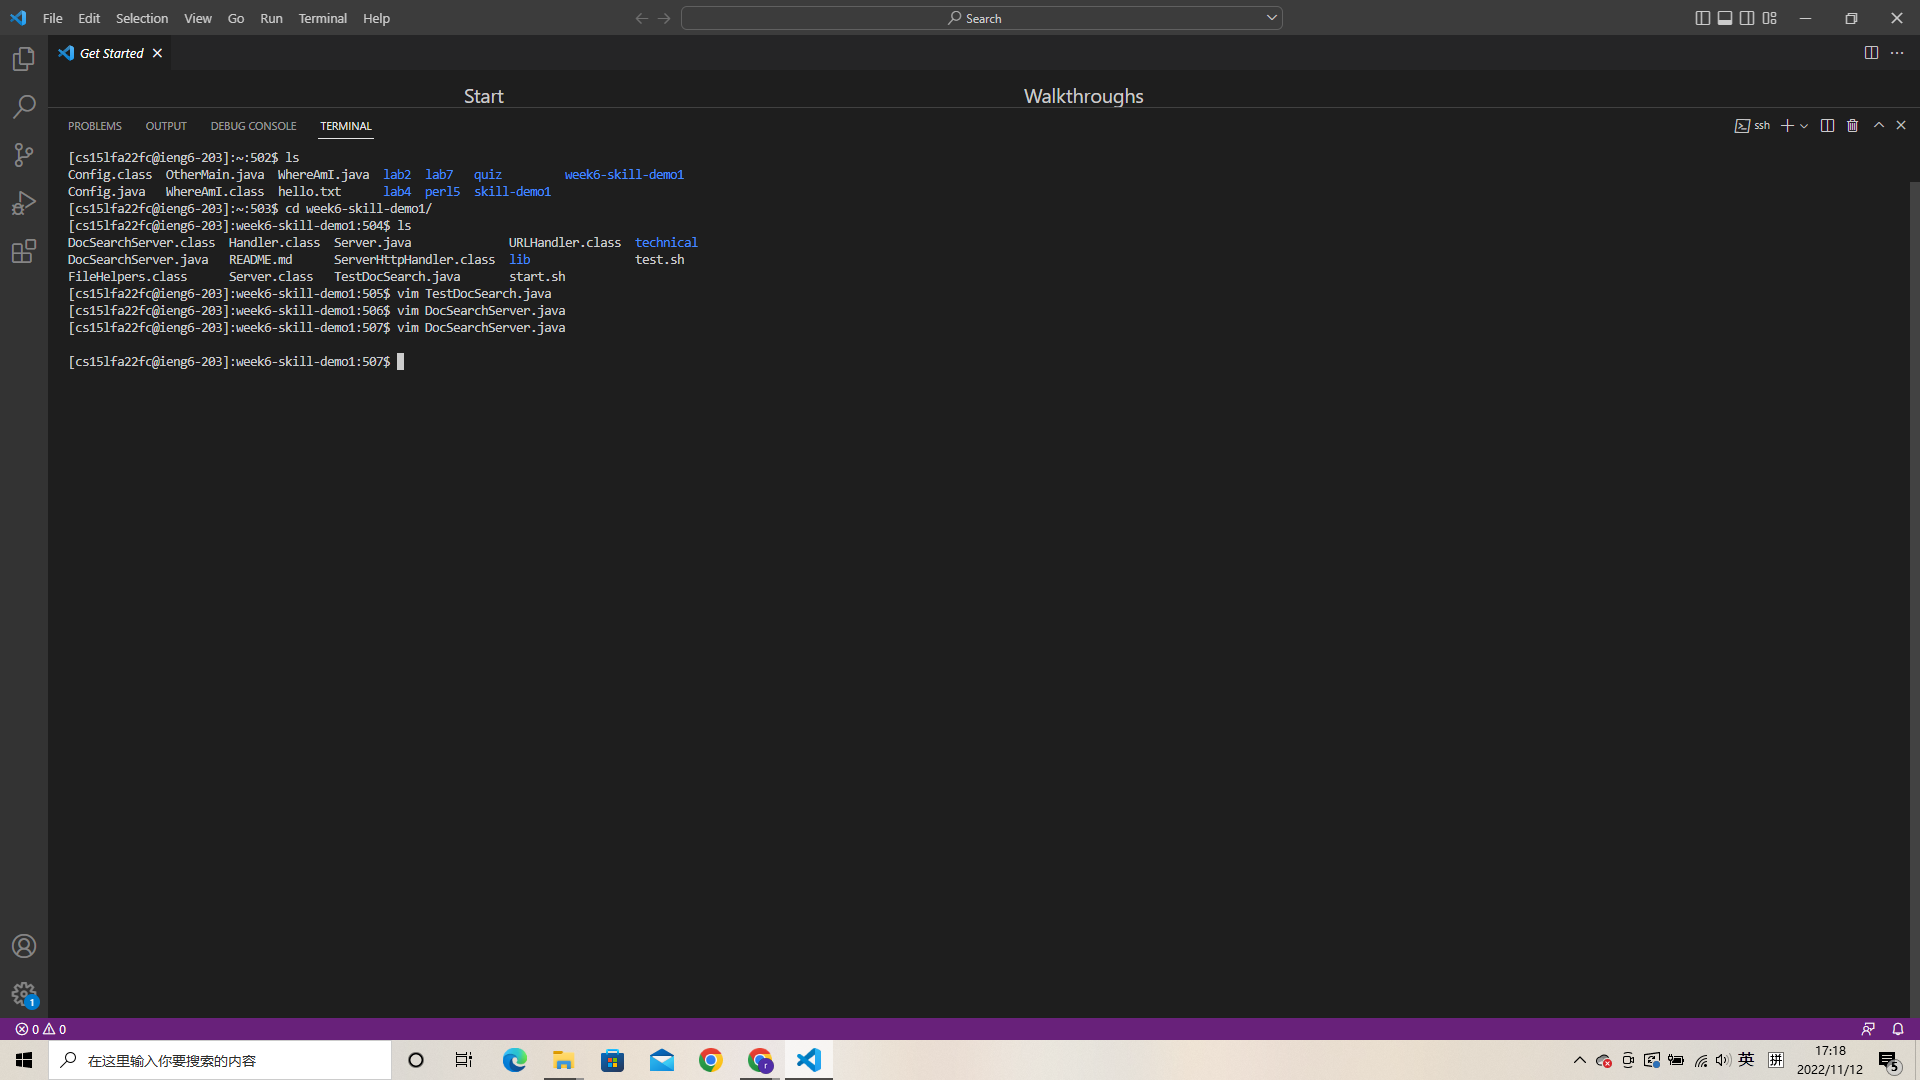 File Edit Selection View Go Run Terminal Help
Search
Get Started
Start
Walkthroughs
PROBLEMS OUTPUT DEBUG CONSOLE TERMINAL
ssh
[cs15lfa22fc@ieng6-203]:~:502$ ls
Config.class OtherMain.java WhereAmI.java lab2 lab7 quiz week6-skill-demo1
Config.java WhereAmI.class hello.txt lab4 perl5 skill-demo1
[cs15lfa22fc@ieng6-203]:~:503$ cd week6-skill-demo1/
[cs15lfa22fc@ieng6-203]:week6-skill-demo1:504$ ls
DocSearchServer.class Handler.class Server.java URLHandler.class technical
DocSearchServer.java README.md ServerHttpHandler.class lib test.sh
FileHelpers.class Server.class TestDocSearch.java start.sh
[cs15lfa22fc@ieng6-203]:week6-skill-demo1:505$ vim TestDocSearch.java
[cs15lfa22fc@ieng6-203]:week6-skill-demo1:506$ vim DocSearchServer.java
[cs15lfa22fc@ieng6-203]:week6-skill-demo1:507$ vim DocSearchServer.java
[cs15lfa22fc@ieng6-203]:week6-skill-demo1:507$
1
0 0
在这里输入你要搜索的内容
r
英
拼
17:18
2022/11/12
5